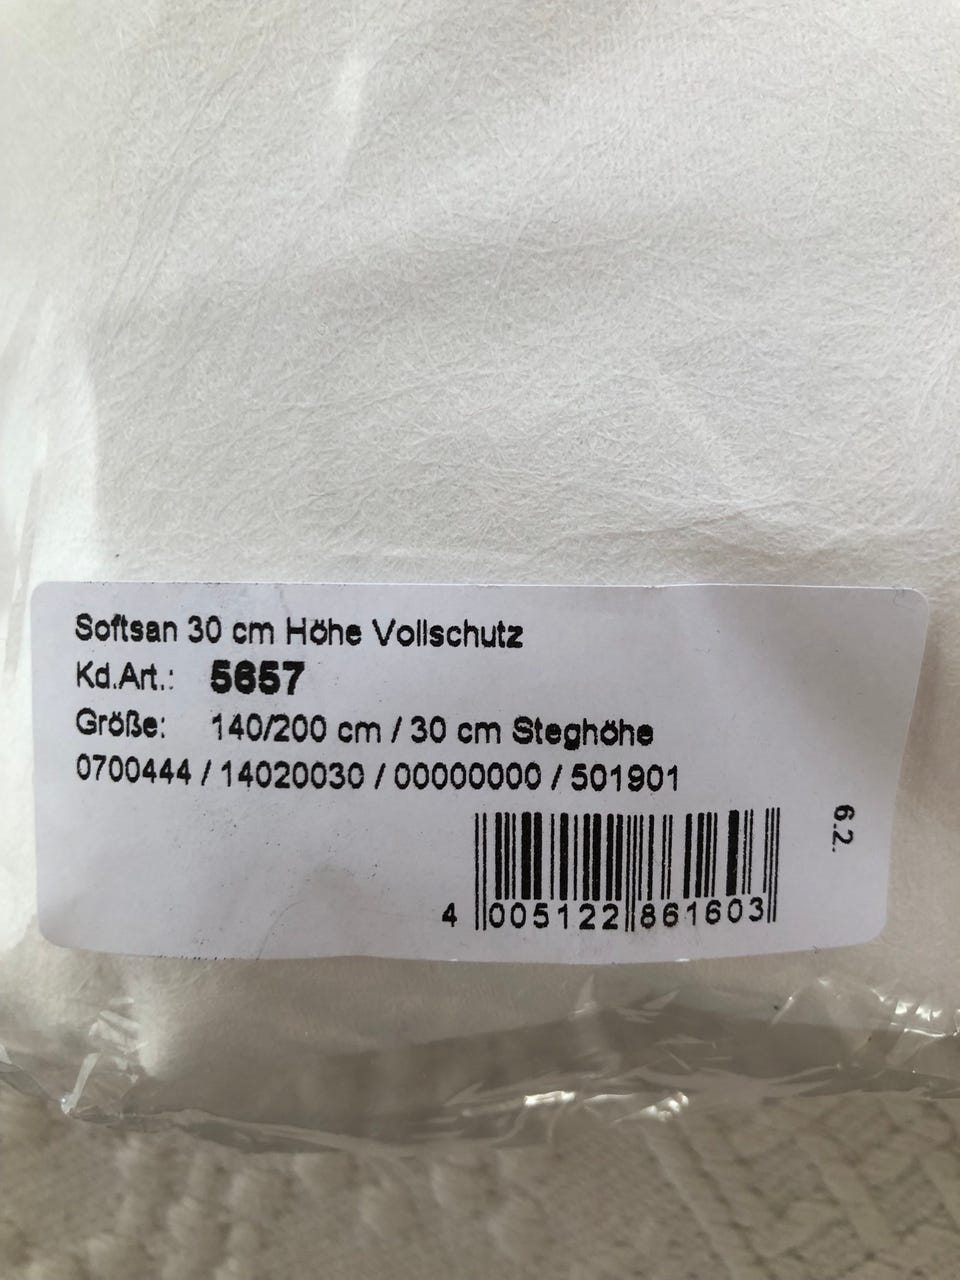 Softsan 30 cm Höhe Vollschutz
Kd.Art.: 5657
Größe: 140/200 cm / 30 cm Steghöhe
0700444 / 14020030 / 00000000 / 501901
6.2.
4 005122 861603